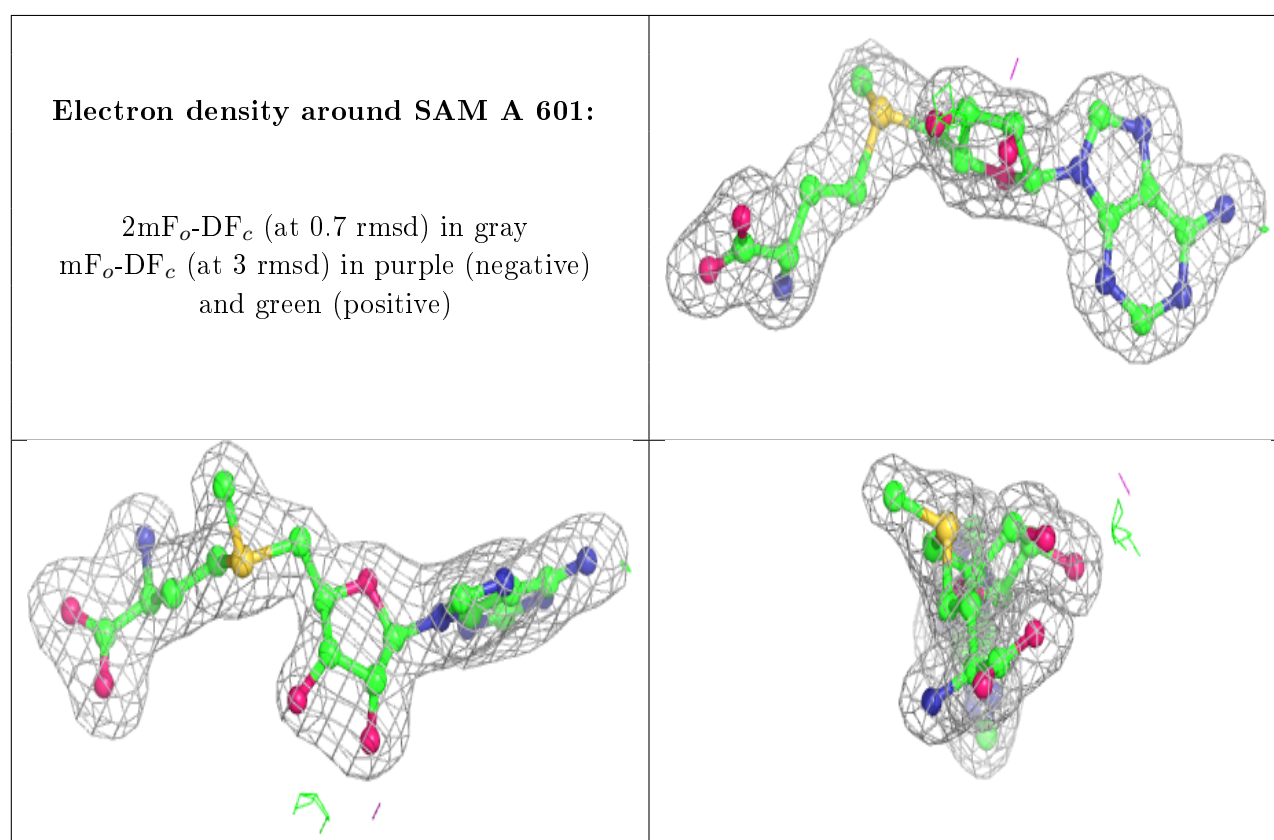 Electron density around SAM A 601:
2mFₒ-DF𝒸 (at 0.7 rmsd) in gray
mFₒ-DF𝒸 (at 3 rmsd) in purple (negative)
and green (positive)